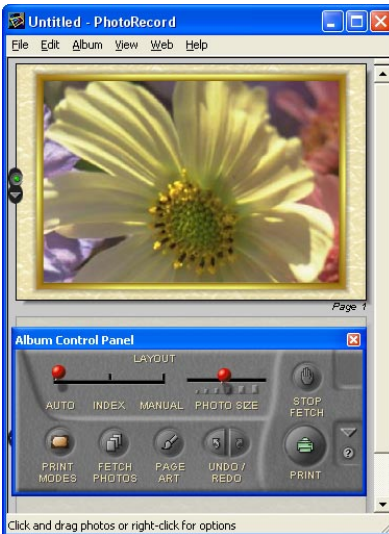 Untitled - PhotoRecord
File Edit Album View Web Help
Page 1
Album Control Panel
LAYOUT
AUTO INDEX MANUAL PHOTO SIZE
STOP
FETCH
PRINT
MODES
FETCH
PHOTOS
PAGE
ART
UNDO /
REDO
PRINT
?
Click and drag photos or right-click for options